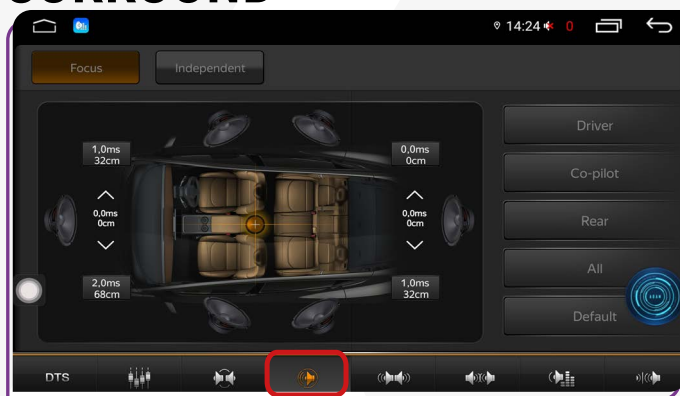 14:24 0
Focus Independent
1,0ms
32cm
0,0ms
0cm
0,0ms
0cm
0,0ms
0cm
2,0ms
68cm
1,0ms
32cm
Driver
Co-pilot
Rear
All
Default
DTS